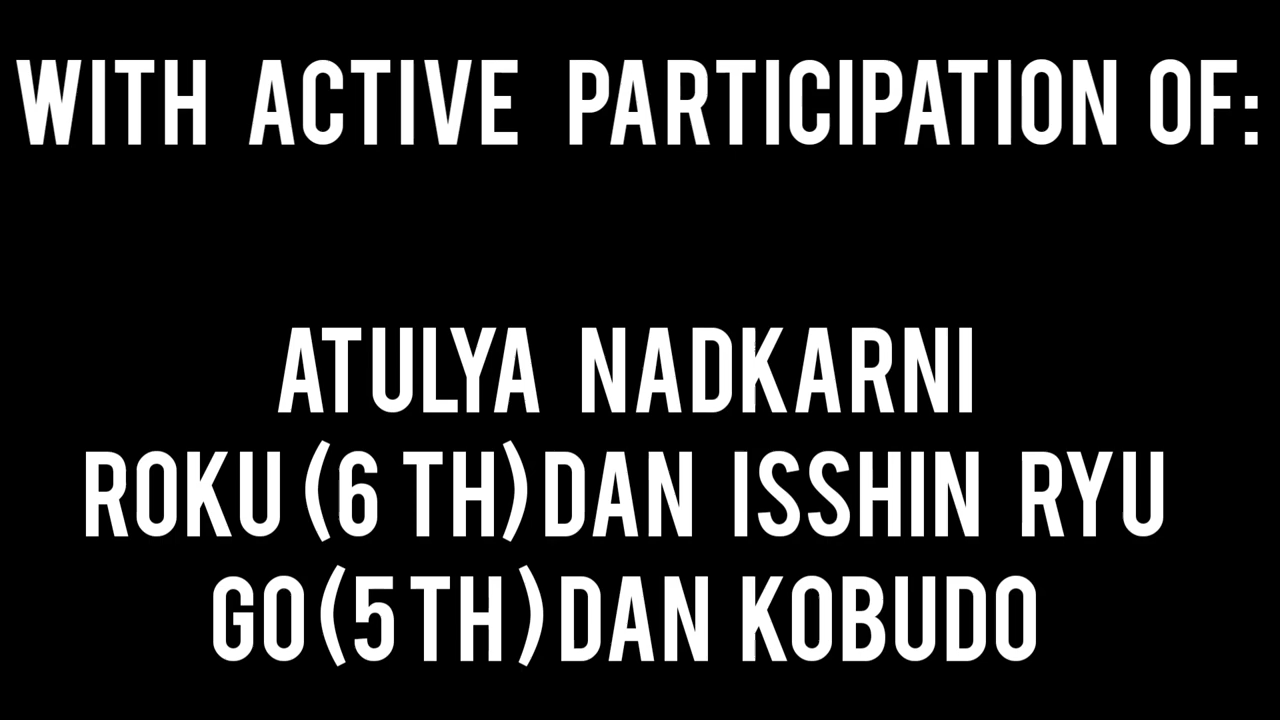 WITH ACTIVE PARTICIPATION OF:
ATULYA NADKARNI
ROKU (6 TH) DAN ISSHIN RYU
GO (5 TH) DAN KOBUDO